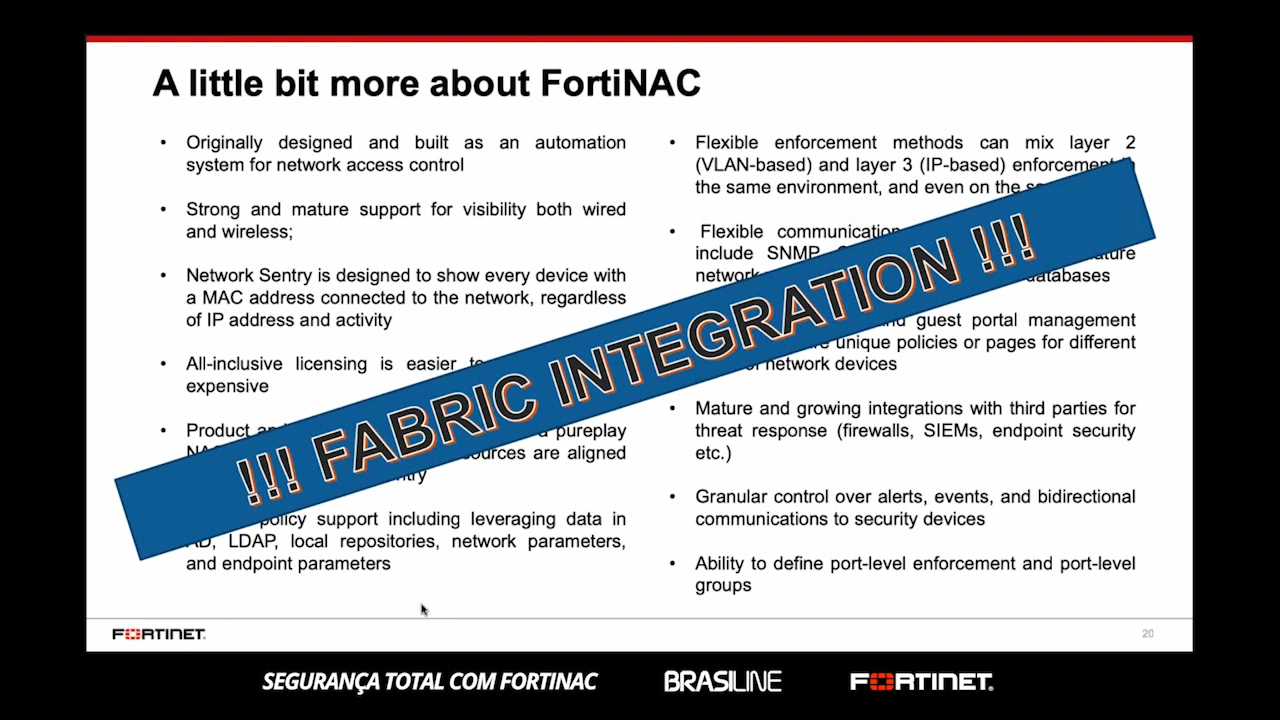 A little bit more about FortiNAC
• Originally designed and built as an automation
system for network access control
• Strong and mature support for visibility both wired
and wireless;
• Network Sentry is designed to show every device with
a MAC address connected to the network, regardless
of IP address and activity
• All-inclusive licensing is easier
expensive
• Product
pureplay
sources are aligned
policy support including leveraging data in
AD, LDAP, local repositories, network parameters,
and endpoint parameters
• Flexible enforcement methods can mix layer 2
(VLAN-based) and layer 3 (IP-based) enforcement
the same environment, and even on the
• Flexible communication
include SNMP
network databases
guest portal management
unique policies or pages for different
network devices
• Mature and growing integrations with third parties for
threat response (firewalls, SIEMs, endpoint security
etc.)
• Granular control over alerts, events, and bidirectional
communications to security devices
• Ability to define port-level enforcement and port-level
groups
!!! FABRIC INTEGRATION !!!
FORTINET
20
SEGURANÇA TOTAL COM FORTINAC
BRASILINE
FORTINET